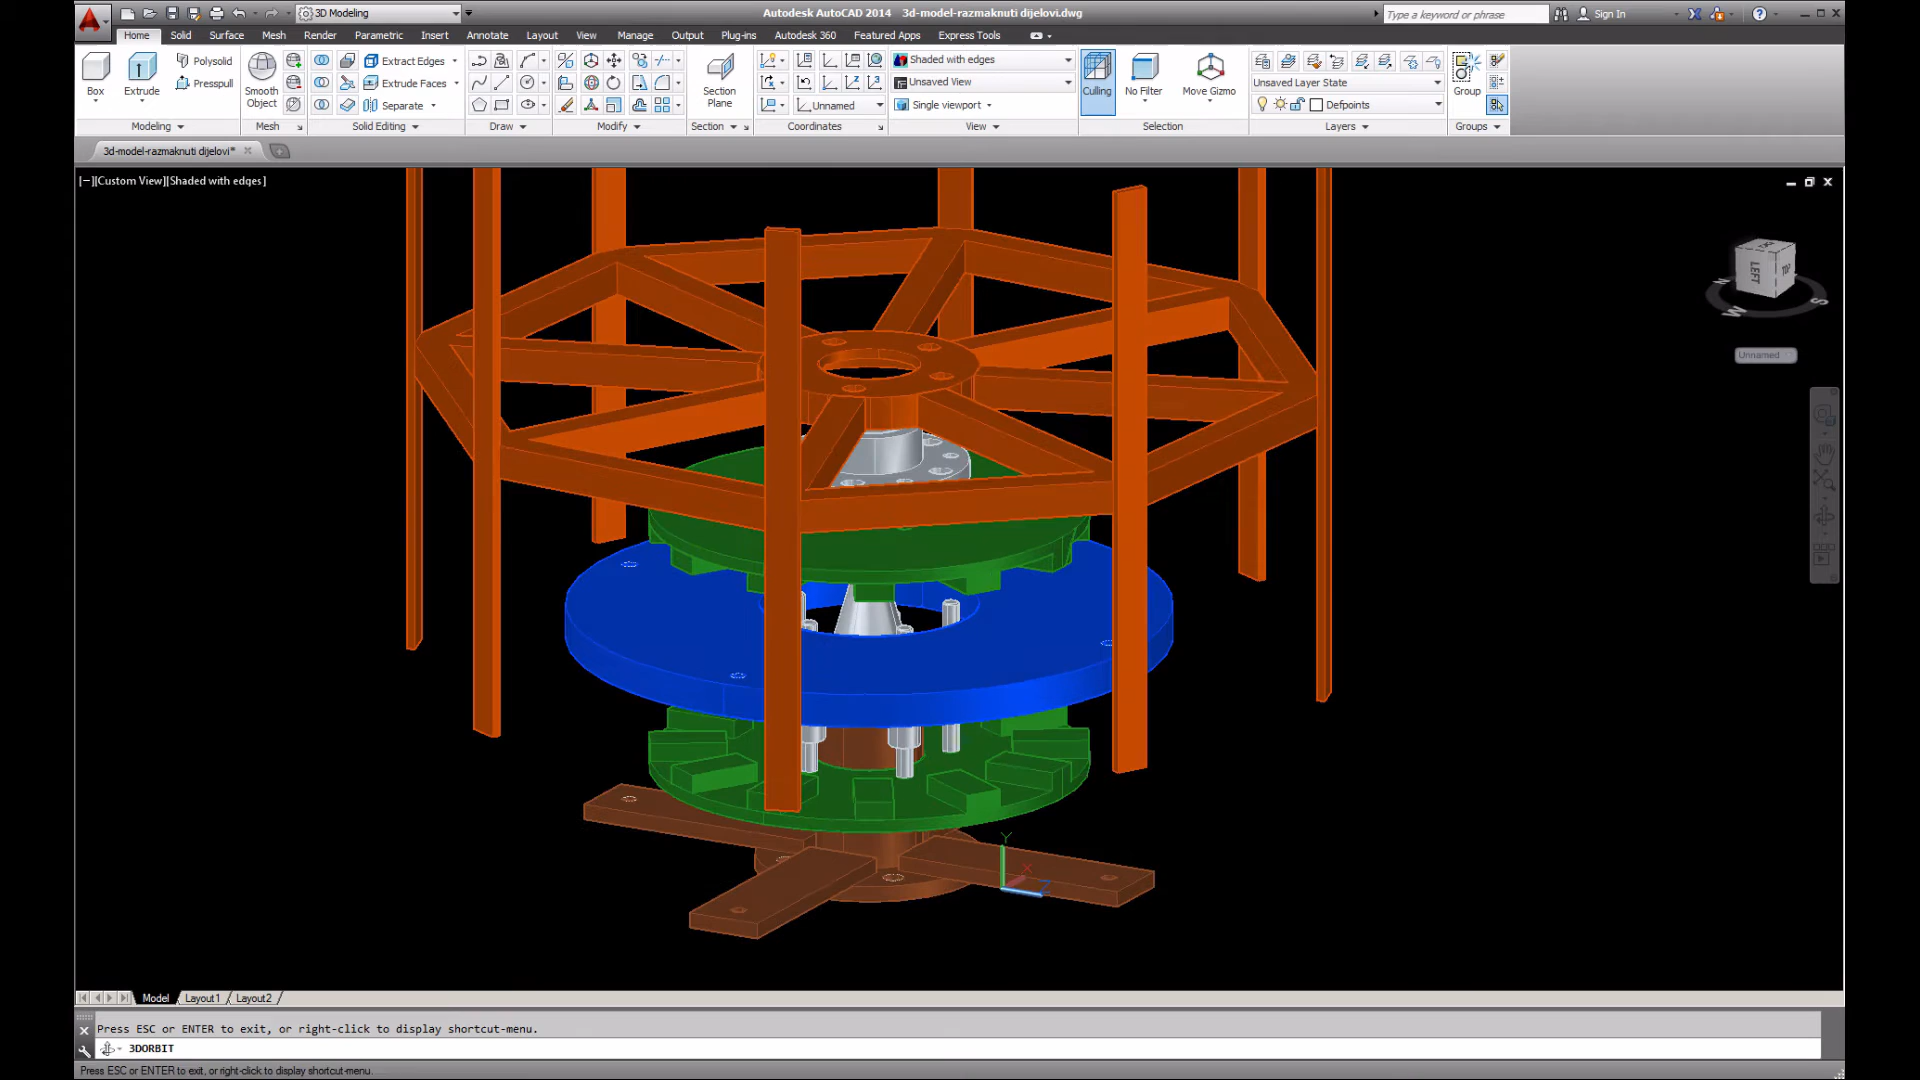 3D Modeling
Autodesk AutoCAD 2014 3d-model-razmaknuti dijelovi.dwg
Type a keyword or phrase
Sign In
Home Solid Surface Mesh Render Parametric Insert Annotate Layout View Manage Output Plug-ins Autodesk 360 Featured Apps Express Tools
Box
Extrude
Polysolid
Presspull
Smooth Object
Extract Edges
Extrude Faces
Separate
Section Plane
Unnamed
Shaded with edges
Unsaved View
Single viewport
Culling
No Filter
Move Gizmo
Unsaved Layer State
Defpoints
Group
Modeling Mesh Solid Editing Draw Modify Section Coordinates View Selection Layers Groups
3d-model-razmaknuti dijelovi*
[−][Custom View][Shaded with edges]
LEFT
TOP
W
S
Unnamed
Y
X
Z
Model Layout1 Layout2
Press ESC or ENTER to exit, or right-click to display shortcut-menu.
3DORBIT
Press ESC or ENTER to exit, or right-click to display shortcut-menu.